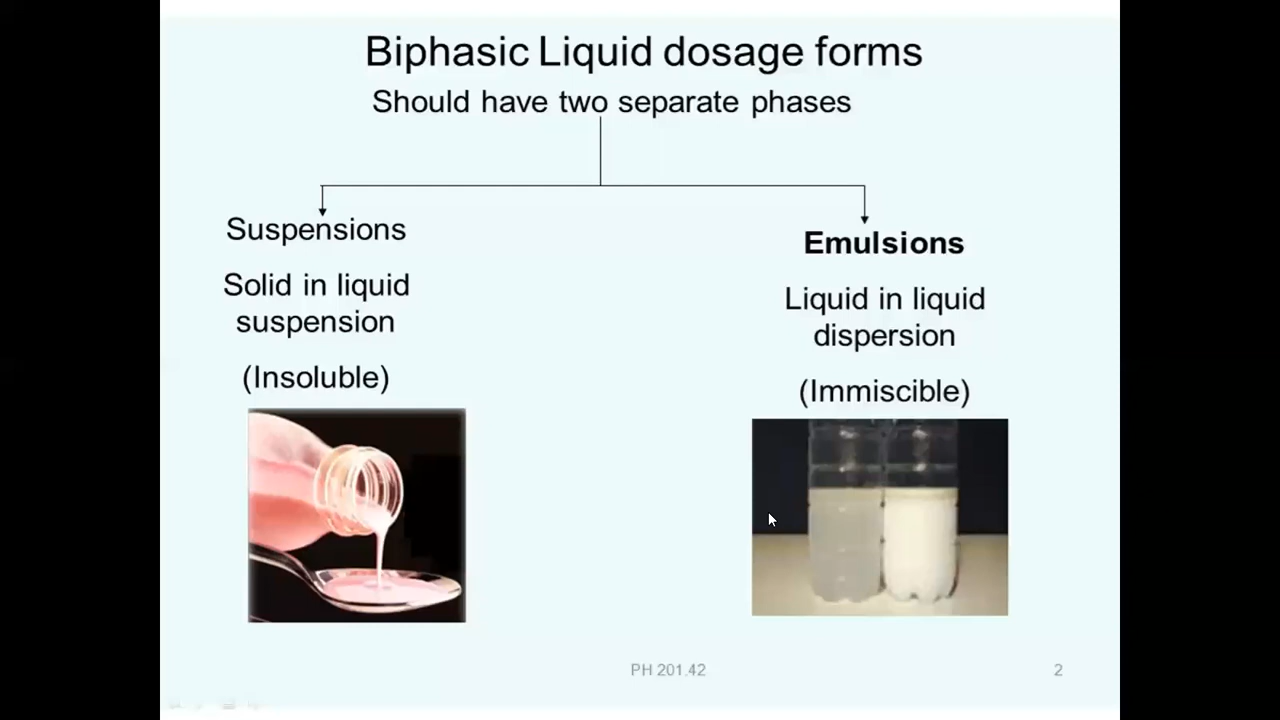 Biphasic Liquid dosage forms
Should have two separate phases
Suspensions
Solid in liquid
suspension
(Insoluble)
Emulsions
Liquid in liquid
dispersion
(Immiscible)
PH 201.42
2